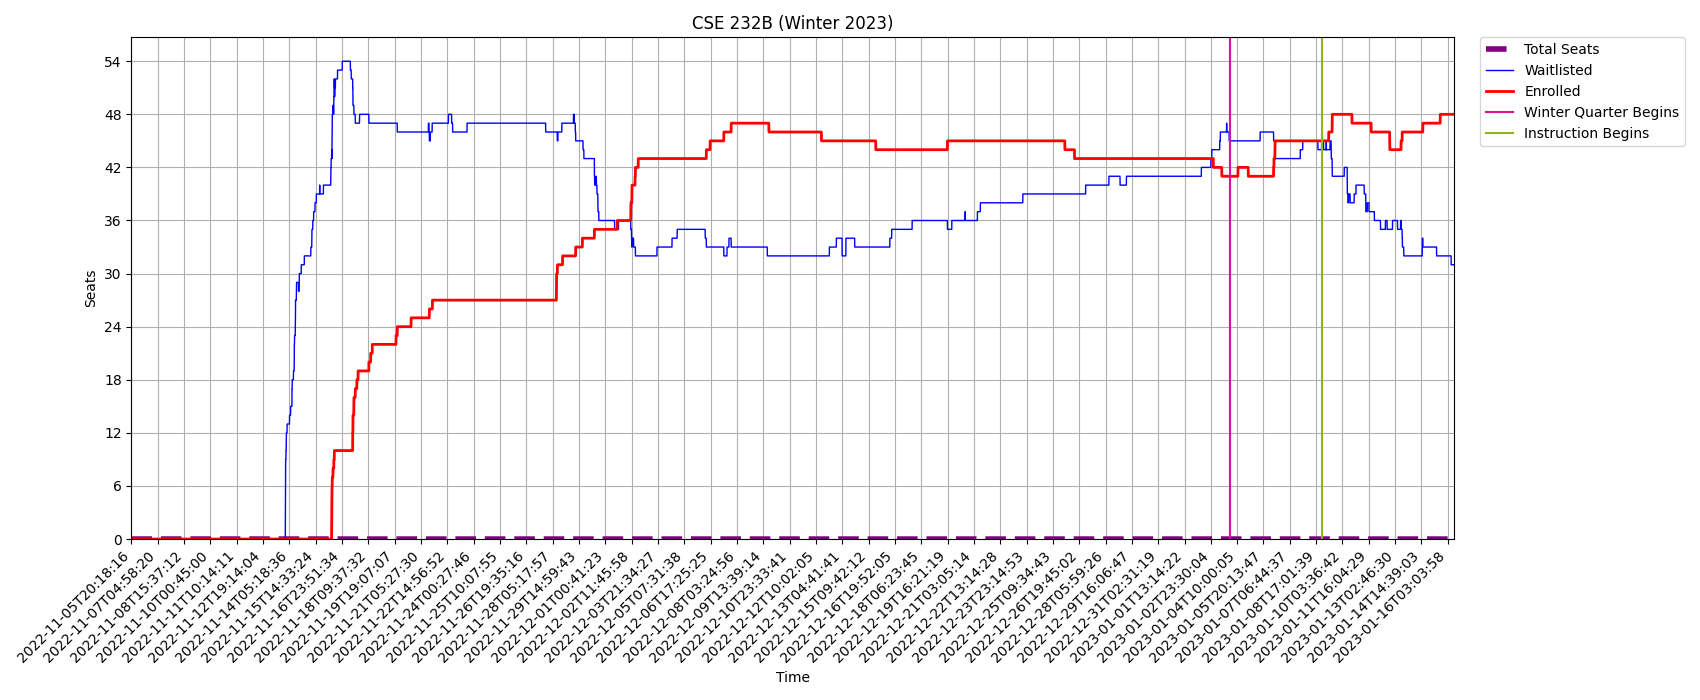 CSE 232B (Winter 2023)
Total Seats
Waitlisted
Enrolled
Winter Quarter Begins
Instruction Begins
Seats
54
48
42
36
30
24
18
12
6
0
2022-11-05T20:18:16
2022-11-07T04:58:20
2022-11-08T15:37:12
2022-11-10T00:45:00
2022-11-11T10:14:11
2022-11-12T19:14:04
2022-11-14T05:18:36
2022-11-15T14:33:24
2022-11-16T23:51:34
2022-11-18T09:37:32
2022-11-19T19:07:07
2022-11-21T05:27:30
2022-11-22T14:56:52
2022-11-24T00:27:46
2022-11-25T10:07:55
2022-11-26T19:35:16
2022-11-28T05:17:57
2022-11-29T14:59:43
2022-12-01T00:41:23
2022-12-02T11:45:58
2022-12-03T21:34:27
2022-12-05T07:31:38
2022-12-06T17:25:25
2022-12-08T03:24:56
2022-12-09T13:39:14
2022-12-10T23:33:41
2022-12-12T10:02:05
2022-12-13T04:41:41
2022-12-15T09:42:12
2022-12-16T19:52:05
2022-12-18T06:23:45
2022-12-19T16:21:19
2022-12-21T03:05:14
2022-12-22T13:14:28
2022-12-23T23:14:53
2022-12-25T09:34:43
2022-12-26T19:45:02
2022-12-28T05:59:26
2022-12-29T16:06:47
2022-12-31T02:31:19
2023-01-01T13:14:22
2023-01-02T23:30:04
2023-01-04T10:00:05
2023-01-05T20:13:47
2023-01-07T06:44:37
2023-01-08T17:01:39
2023-01-10T03:36:42
2023-01-11T16:04:29
2023-01-13T02:46:30
2023-01-14T14:39:03
2023-01-16T03:03:58
Time